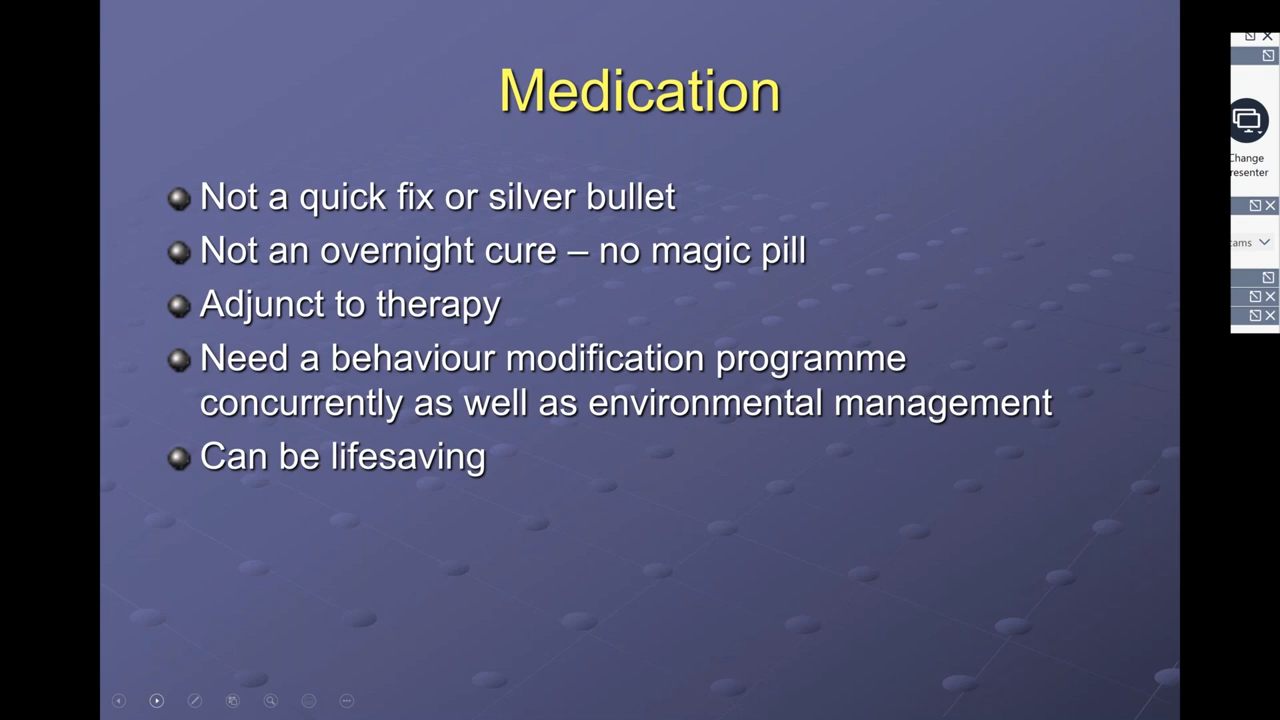 Medication
Not a quick fix or silver bullet
Not an overnight cure – no magic pill
Adjunct to therapy
Need a behaviour modification programme
concurrently as well as environmental management
Can be lifesaving
Change
resenter
cams